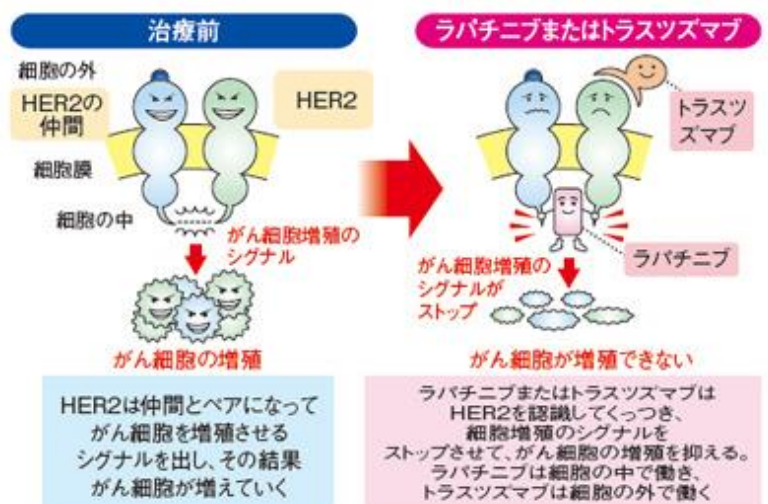 治療前
細胞の外
HER2の
仲間
HER2
細胞膜
細胞の中
がん細胞増殖の
シグナル
がん細胞の増殖
HER2は仲間とペアになって
がん細胞を増殖させる
シグナルを出し、その結果
がん細胞が増えていく
ラパチニブまたはトラスツズマブ
トラスツ
ズマブ
ラパチニブ
がん細胞増殖の
シグナルが
ストップ
がん細胞が増殖できない
ラパチニブまたはトラスツズマブは
HER2を認識してくっつき、
細胞増殖のシグナルを
ストップさせて、がん細胞の増殖を抑える。
ラパチニブは細胞の中で働き、
トラスツズマブは細胞の外で働く